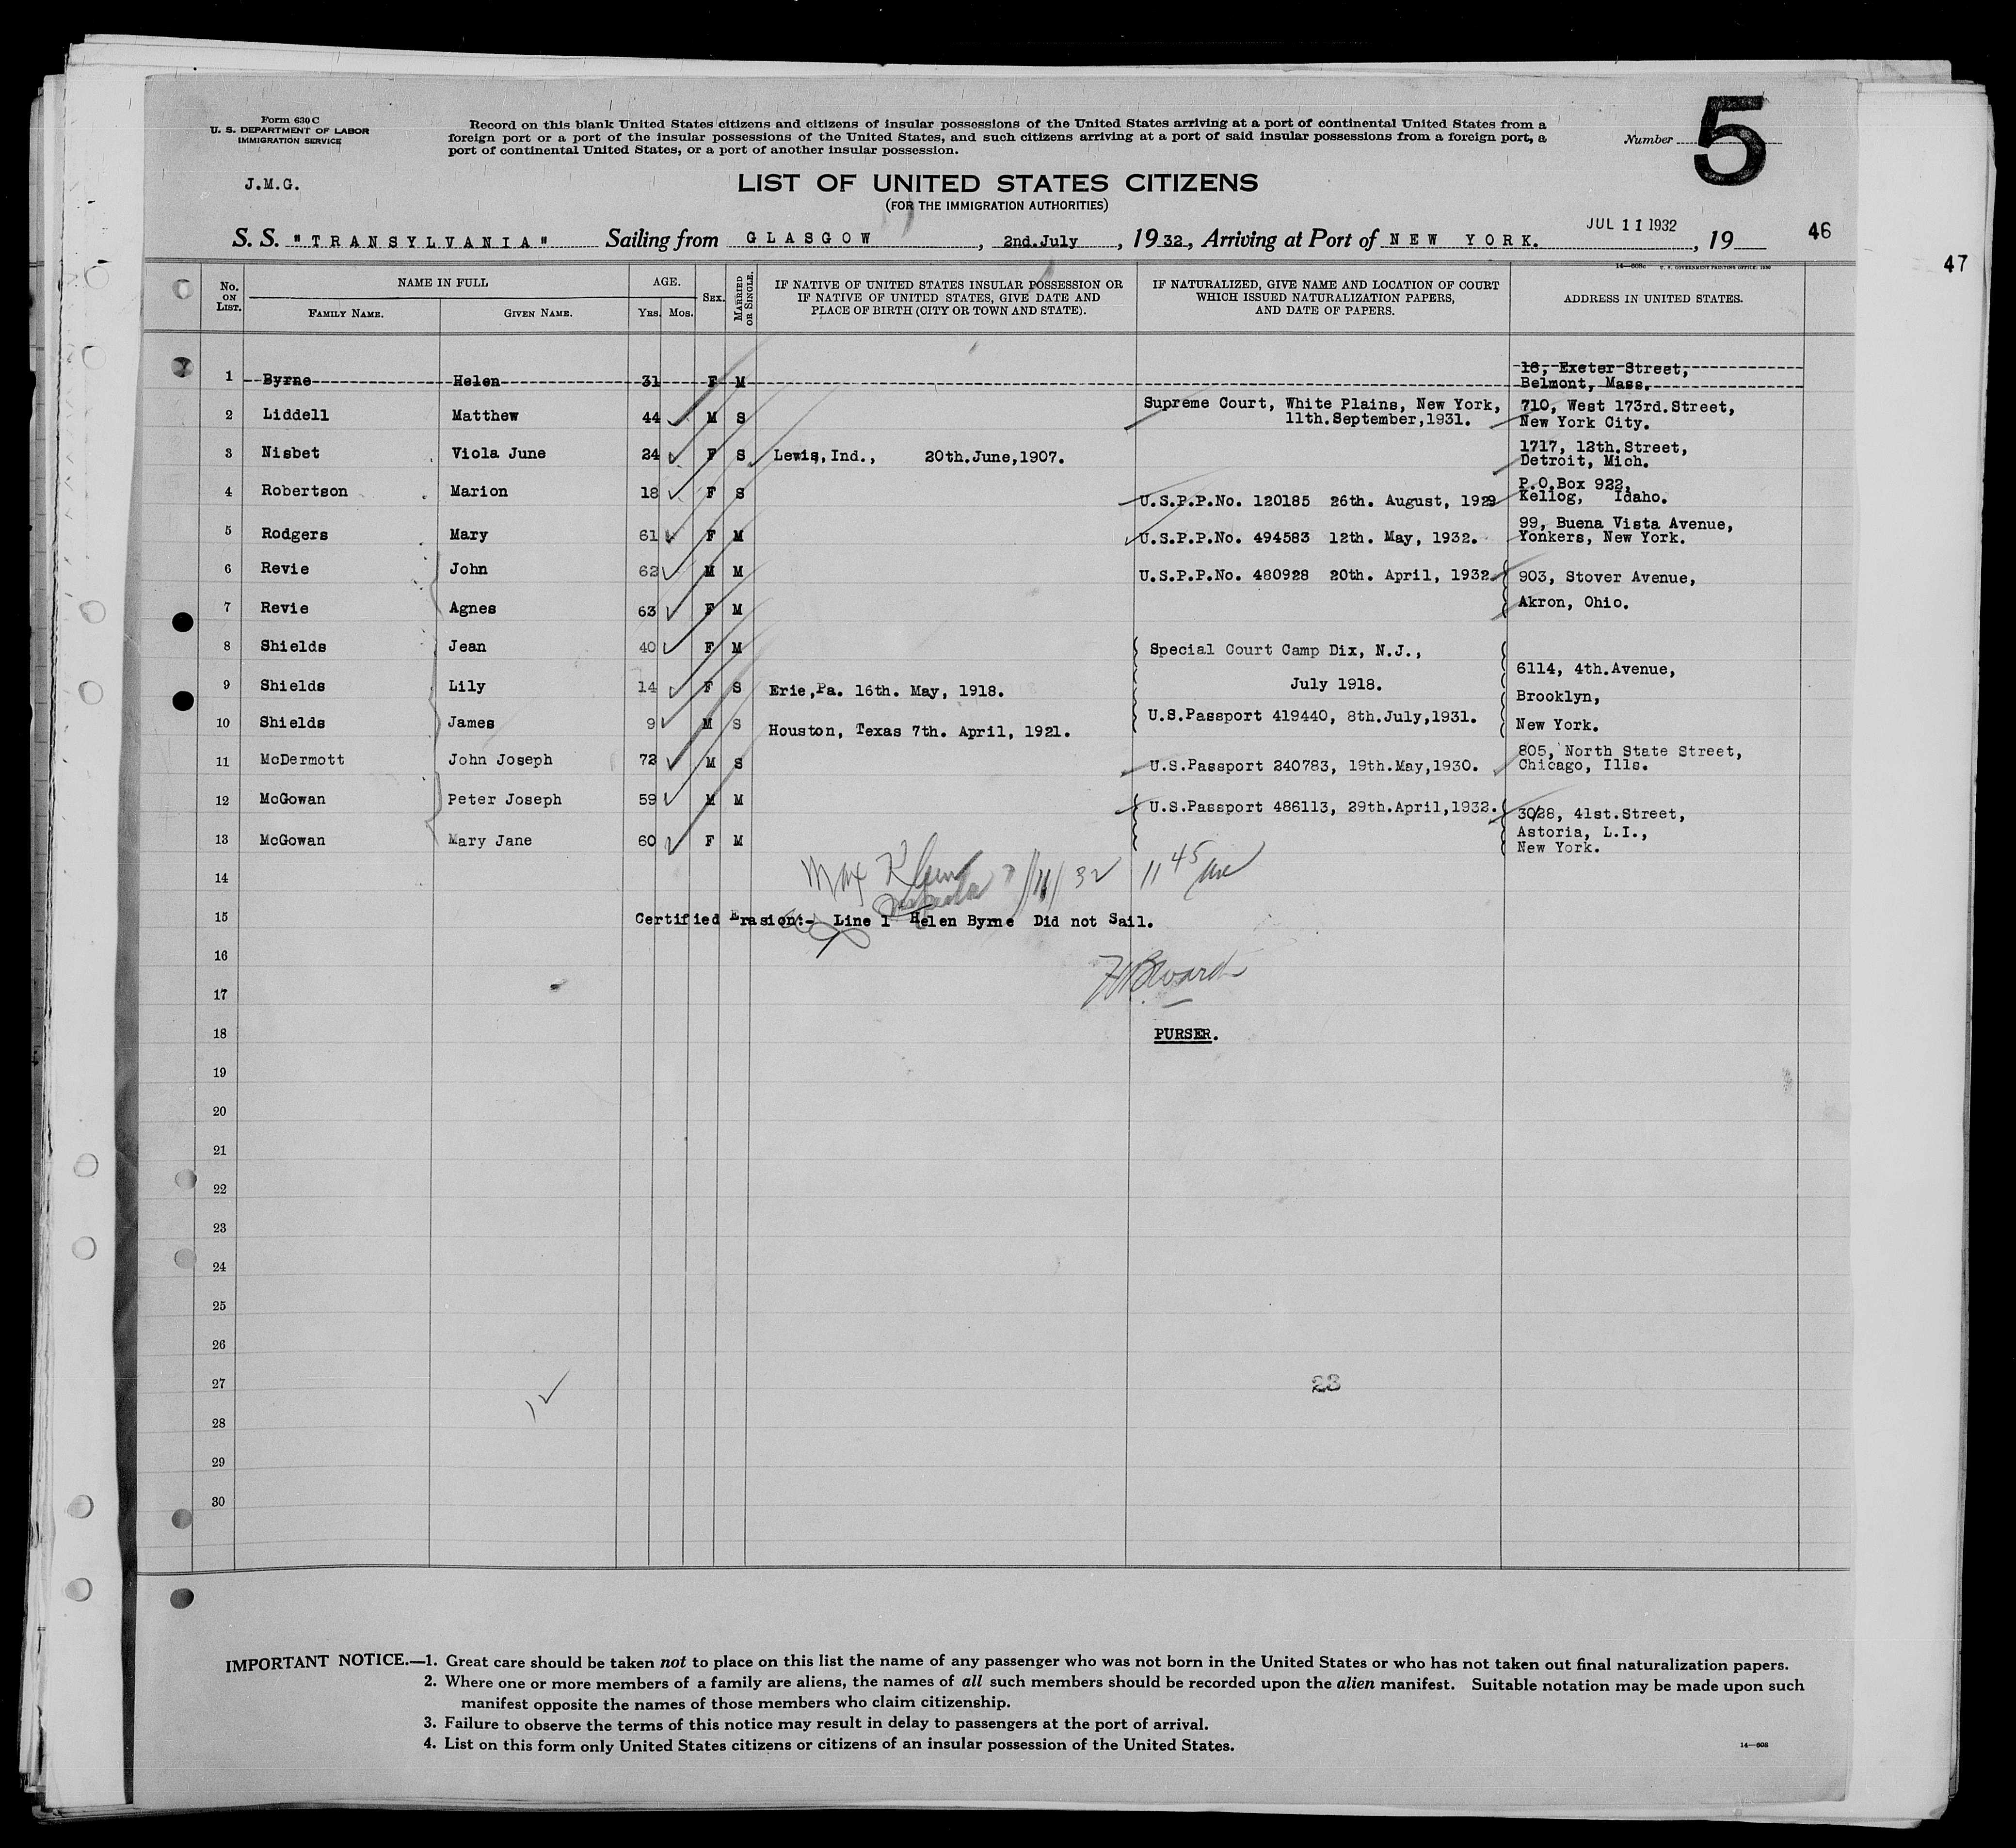 Form 630 C
U. S. DEPARTMENT OF LABOR
IMMIGRATION SERVICE
Record on this blank United States citizens and citizens of insular possessions of the United States arriving at a port of continental United States from a
foreign port or a port of the insular possessions of the United States, and such citizens arriving at a port of said insular possessions from a foreign port, a
port of continental United States, or a port of another insular possession.
Number 5
J.M.G.
LIST OF UNITED STATES CITIZENS
(FOR THE IMMIGRATION AUTHORITIES)
S. S. "TRANSYLVANIA" Sailing from GLASGOW, 2nd.July, 1932, Arriving at Port of NEW YORK. JUL 11 1932, 19
46
47
No. ON LIST. NAME IN FULL AGE. SEX. MARRIED OR SINGLE. IF NATIVE OF UNITED STATES INSULAR POSSESSION OR IF NATIVE OF UNITED STATES, GIVE DATE AND PLACE OF BIRTH (CITY OR TOWN AND STATE). IF NATURALIZED, GIVE NAME AND LOCATION OF COURT WHICH ISSUED NATURALIZATION PAPERS, AND DATE OF PAPERS. ADDRESS IN UNITED STATES.
FAMILY NAME. GIVEN NAME. YRS. MOS.
1 Byrne Helen 31 F M 18, Exeter Street, Belmont, Mass.
2 Liddell Matthew 44 M S Supreme Court, White Plains, New York, 11th.September,1931. 710, West 173rd.Street, New York City.
3 Nisbet Viola June 24 F S Lewis,Ind., 20th.June,1907. 1717, 12th.Street, Detroit, Mich.
4 Robertson Marion 18 F S U.S.P.P.No. 120185 26th. August, 1929 P.O.Box 922, Kellog, Idaho.
5 Rodgers Mary 61 F M U.S.P.P.No. 494583 12th. May, 1932. 99, Buena Vista Avenue, Yonkers, New York.
6 Revie John 62 M M U.S.P.P.No. 480928 20th. April, 1932 903, Stover Avenue,
7 Revie Agnes 63 F M Akron, Ohio.
8 Shields Jean 40 F M Special Court Camp Dix, N.J., 6114, 4th.Avenue,
9 Shields Lily 14 F S Erie,Pa. 16th. May, 1918. July 1918. Brooklyn,
10 Shields James 9 M S Houston, Texas 7th. April, 1921. U.S.Passport 419440, 8th.July,1931. New York.
11 McDermott John Joseph 72 M S U.S.Passport 240783, 19th.May,1930. 805, North State Street, Chicago, Ills.
12 McGowan Peter Joseph 59 M M U.S.Passport 486113, 29th.April,1932. 3028, 41st.Street,
13 McGowan Mary Jane 60 F M Astoria, L.I., New York.
14 Max Klein 7/11/32 11 45
15 Certified Erasion:- Line 1 Helen Byrne Did not Sail.
16
17
18 PURSER.
19
20
21
22
23
24
25
26
27 12 23
28
29
30
IMPORTANT NOTICE.—1. Great care should be taken not to place on this list the name of any passenger who was not born in the United States or who has not taken out final naturalization papers.
2. Where one or more members of a family are aliens, the names of all such members should be recorded upon the alien manifest. Suitable notation may be made upon such
manifest opposite the names of those members who claim citizenship.
3. Failure to observe the terms of this notice may result in delay to passengers at the port of arrival.
4. List on this form only United States citizens or citizens of an insular possession of the United States.
14—608